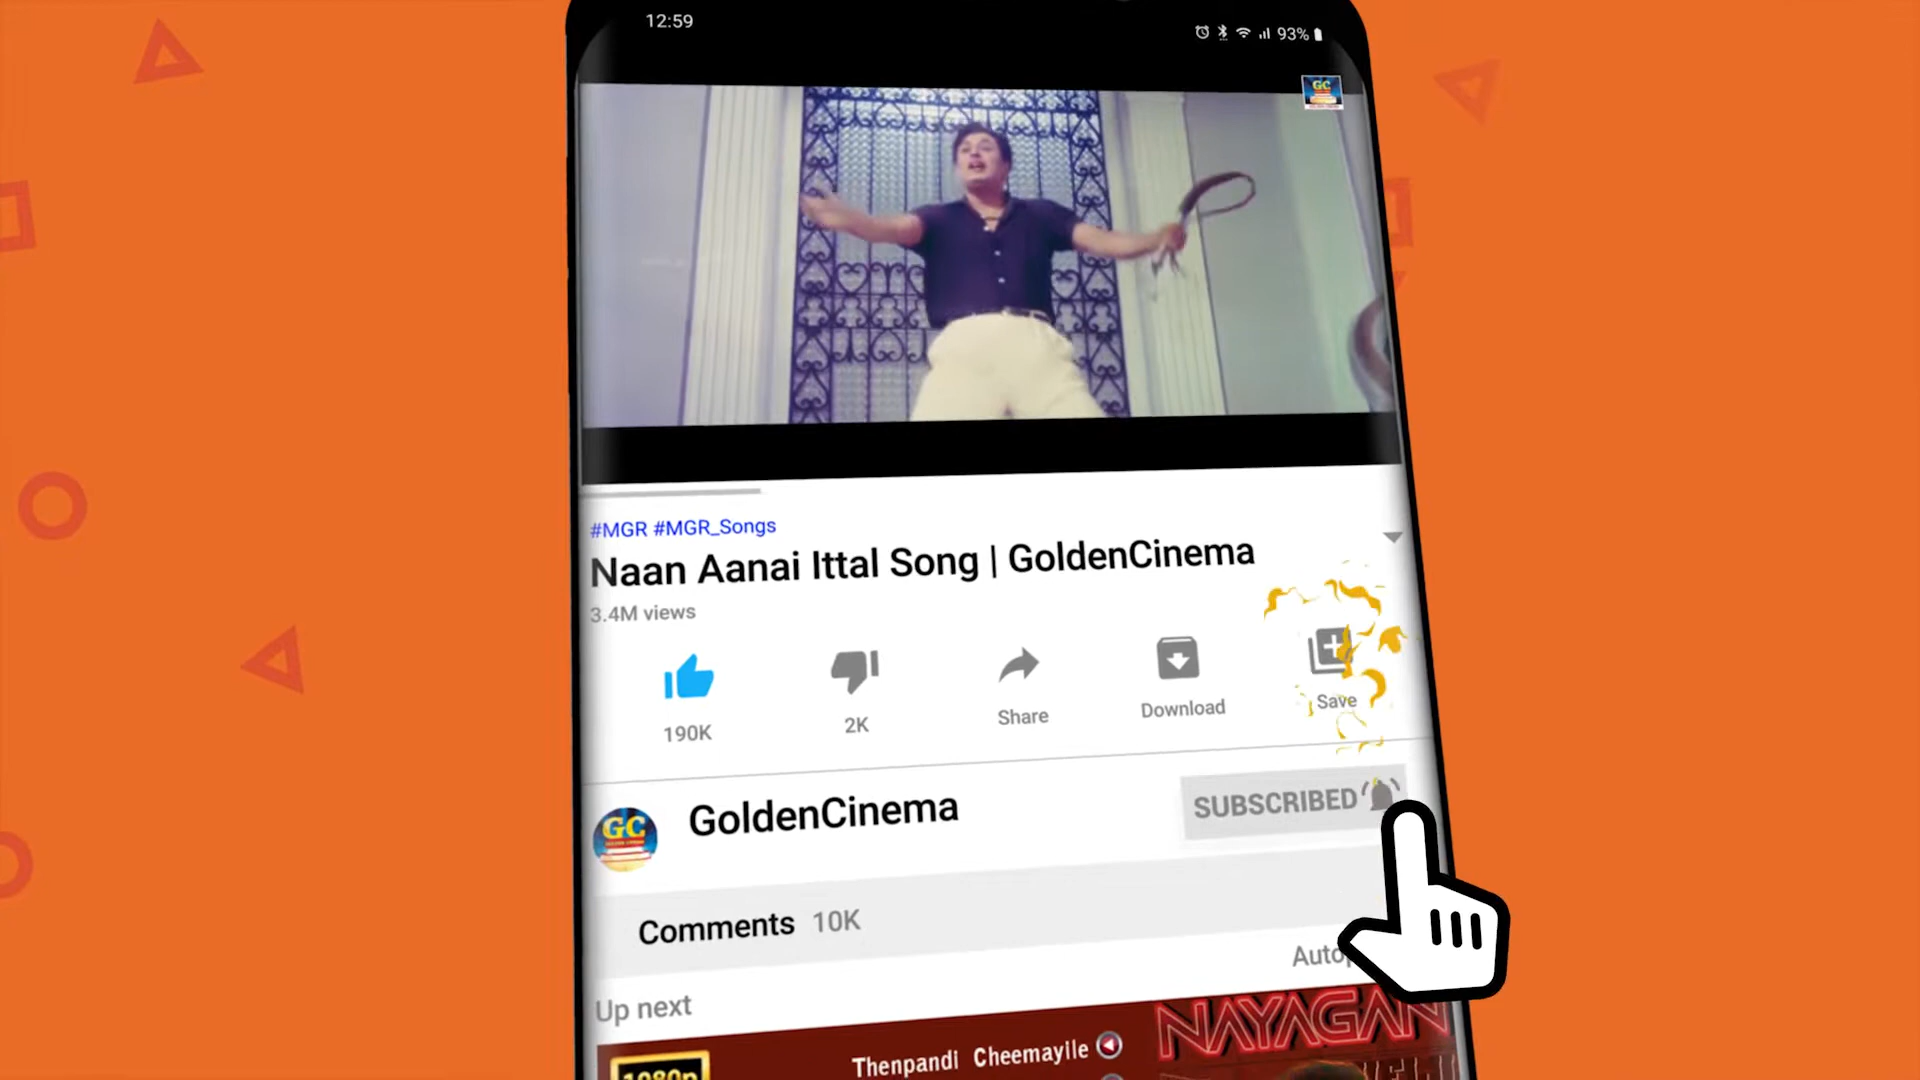 12:59
93%
GC
#MGR #MGR_Songs
Naan Aanai Ittal Song | GoldenCinema
3.4M views
190K
2K
Share
Download
Save
GC
GoldenCinema
SUBSCRIBED
Comments 10K
Up next
1080p
Thenpandi Cheemayile
NAYAGAN